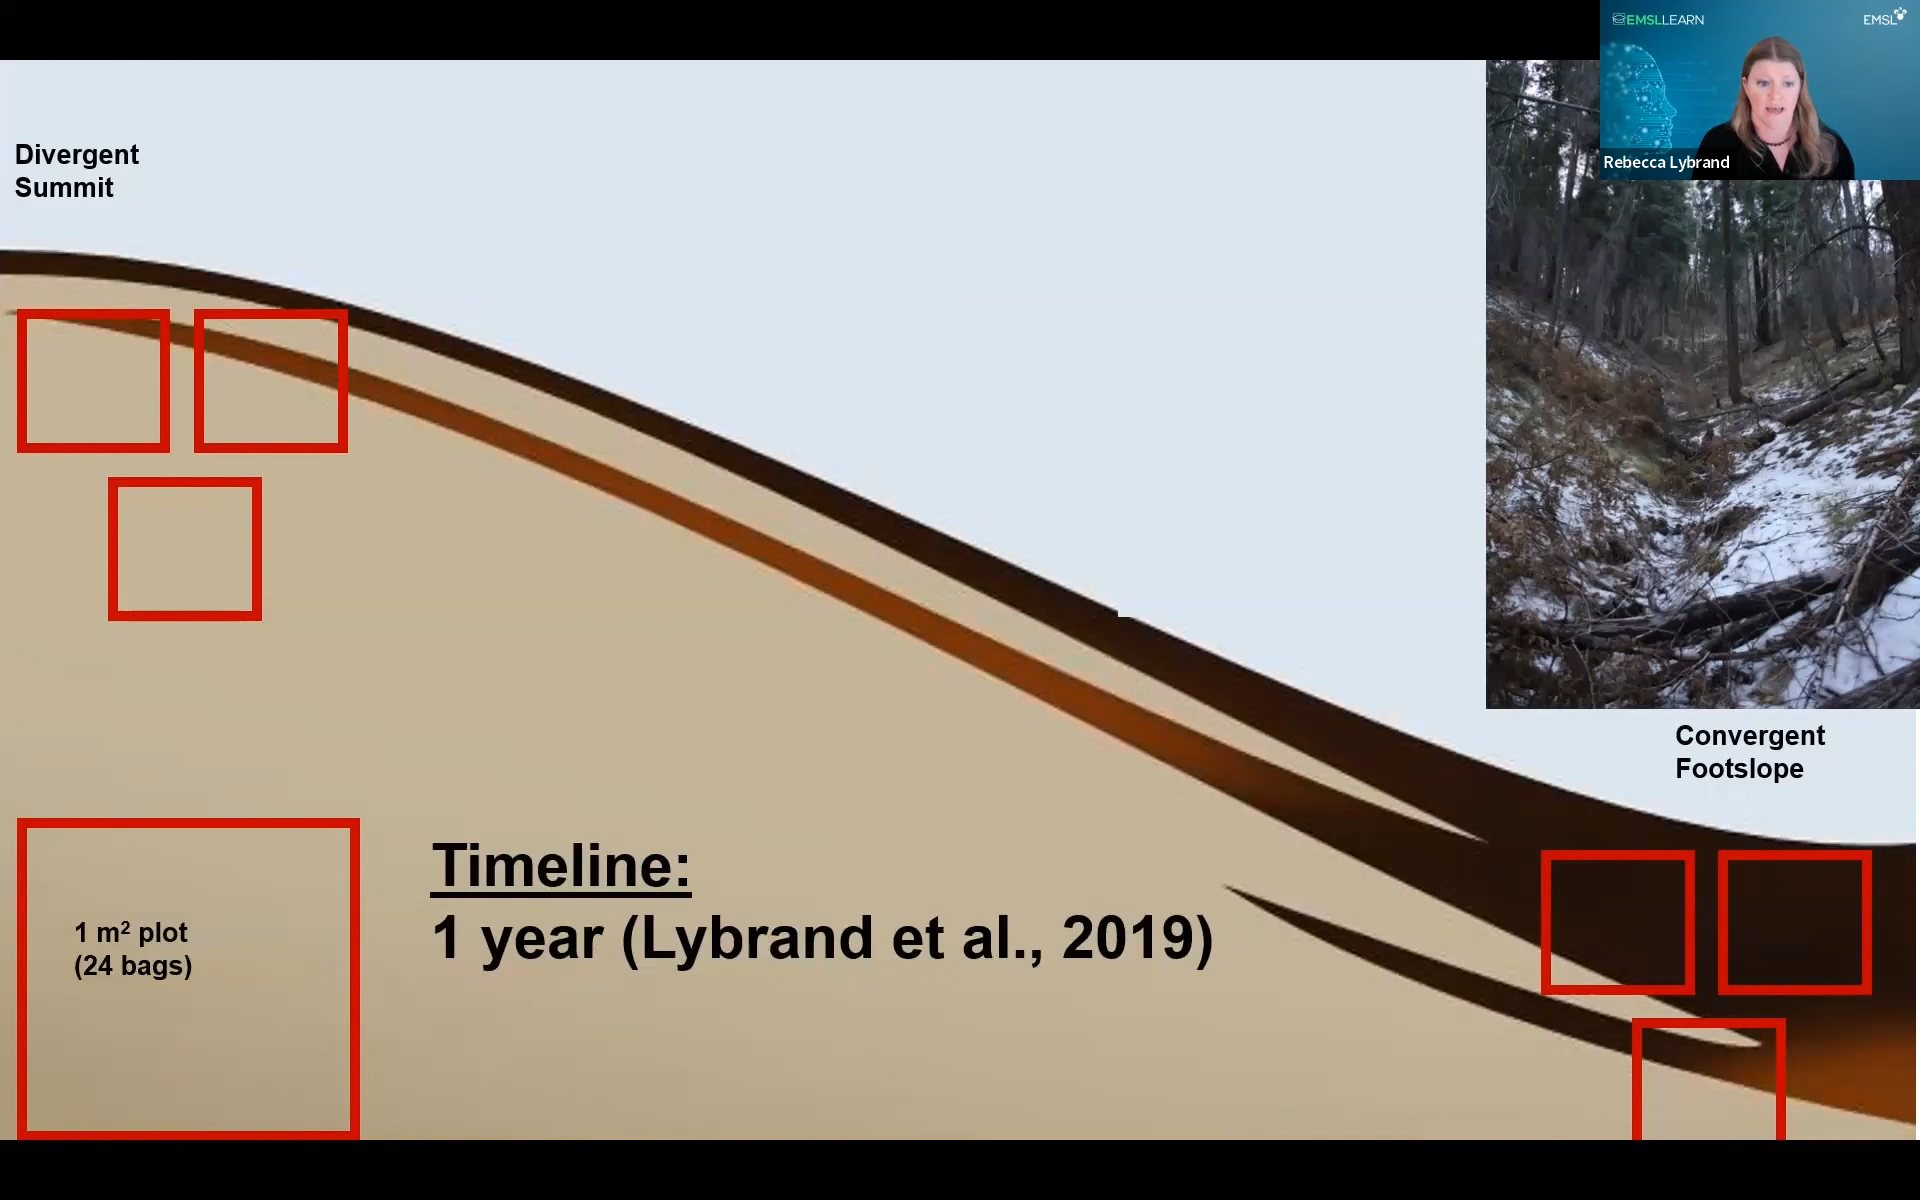 EMSLLEARN
EMSL
Rebecca Lybrand
Divergent
Summit
Convergent
Footslope
1 m² plot
(24 bags)
Timeline:
1 year (Lybrand et al., 2019)